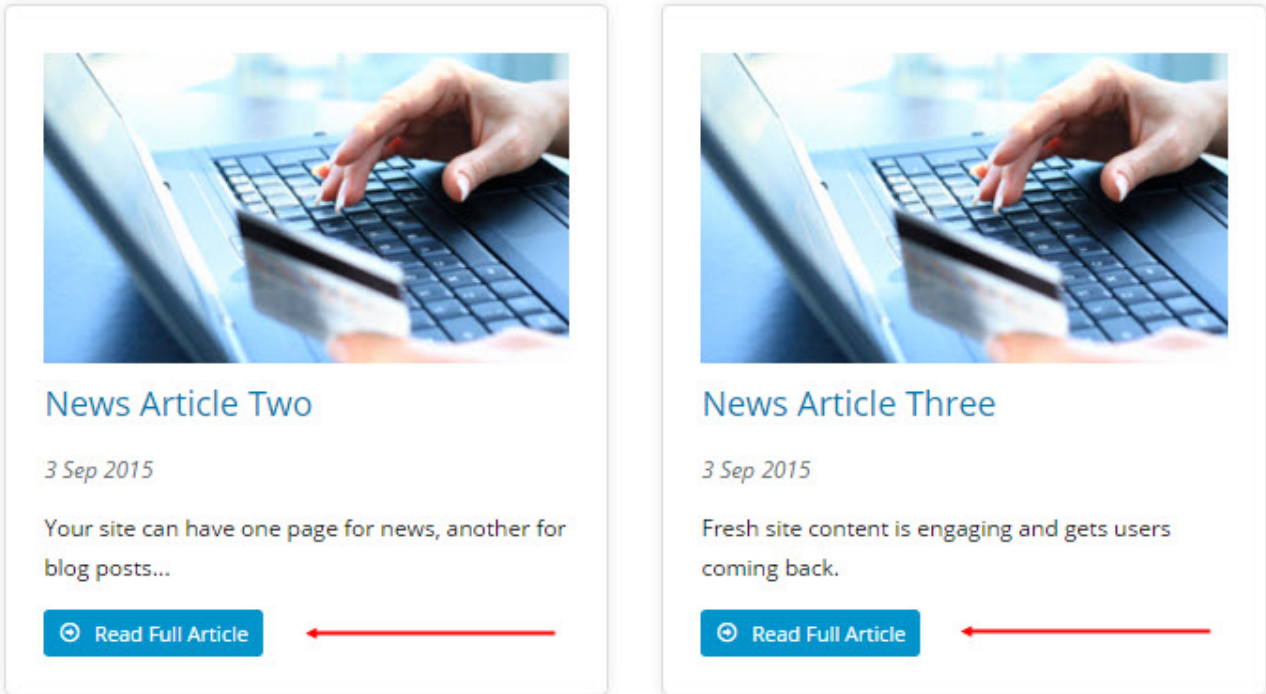 News Article Two
3 Sep 2015
Your site can have one page for news, another for
blog posts...
Read Full Article
News Article Three
3 Sep 2015
Fresh site content is engaging and gets users
coming back.
Read Full Article